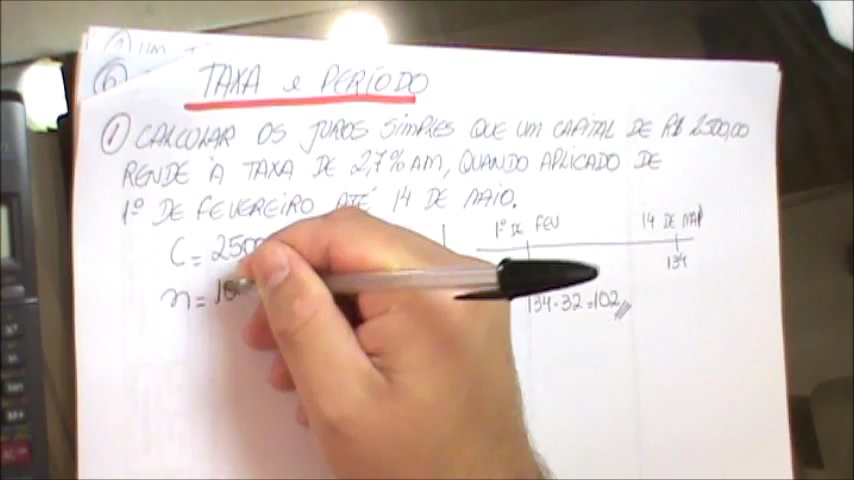 TAXA e PERÍODO
① CALCULAR OS JUROS SIMPLES QUE UM CAPITAL DE R$ 2500,00
RENDE À TAXA DE 2,7% AM, QUANDO APLICADO DE
1º DE FEVEREIRO ATÉ 14 DE MAIO.
1º DE FEV 14 DE MAI
C = 2500
134
n = 10
134-32=102
M+
AC